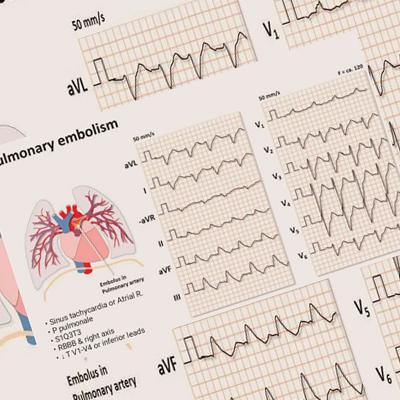 50 mm/s
aVL
V1
F = ca. 120
50 mm/s
50 mm/s
ulmonary embolism
aVL
I
-aVR
II
aVF
III
V1
V2
V3
V4
V5
V6
Embolus in
Pulmonary artery
• Sinus tachycardia or Atrial R.
• P pulmonale
• S1Q3T3
• RBBB & right axis
• ↓ T V1-V4 or inferior leads
Embolus in
Pulmonary artery
aVF
V5
V6